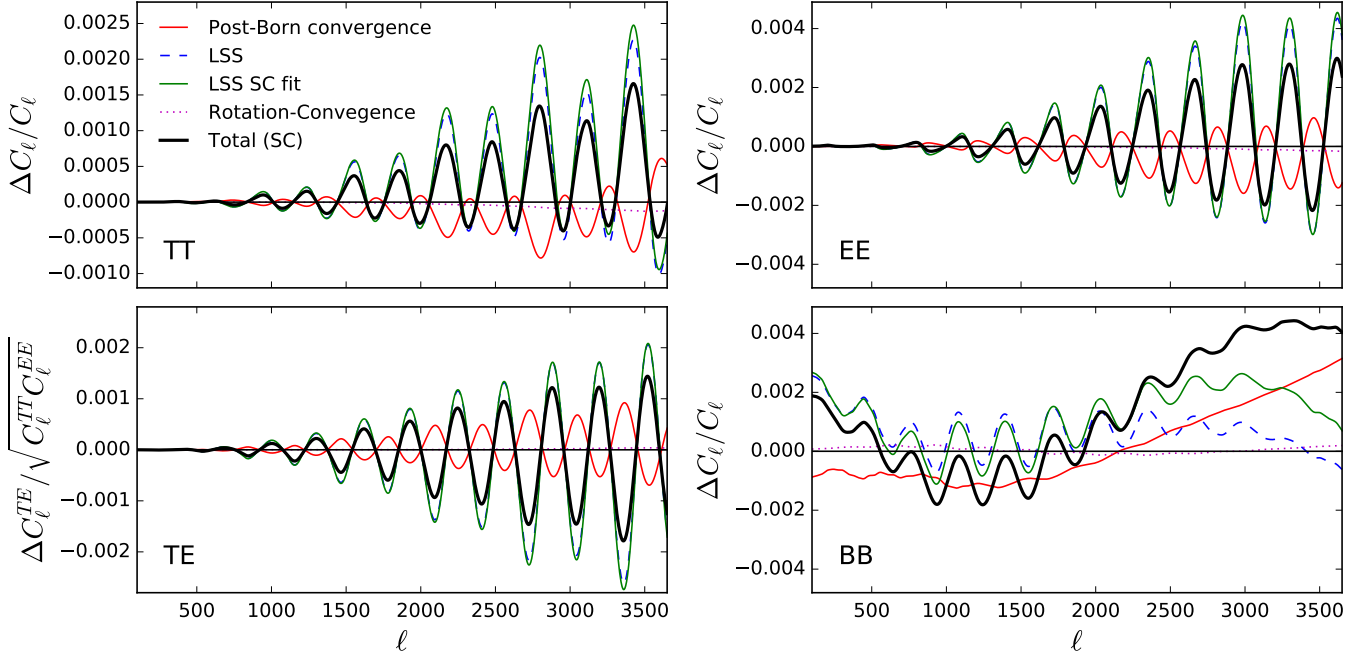 0.0025
0.0020
0.0015
0.0010
0.0005
0.0000
−0.0005
−0.0010
ΔC_ℓ/C_ℓ
Post-Born convergence
LSS
LSS SC fit
Rotation-Convegence
Total (SC)
TT
0.004
0.002
0.000
−0.002
−0.004
ΔC_ℓ/C_ℓ
EE
0.002
0.001
0.000
−0.001
−0.002
ΔC_ℓ^{TE}/√(C_ℓ^{TT}C_ℓ^{EE})
TE
500 1000 1500 2000 2500 3000 3500
ℓ
0.004
0.002
0.000
−0.002
−0.004
ΔC_ℓ/C_ℓ
BB
500 1000 1500 2000 2500 3000 3500
ℓ